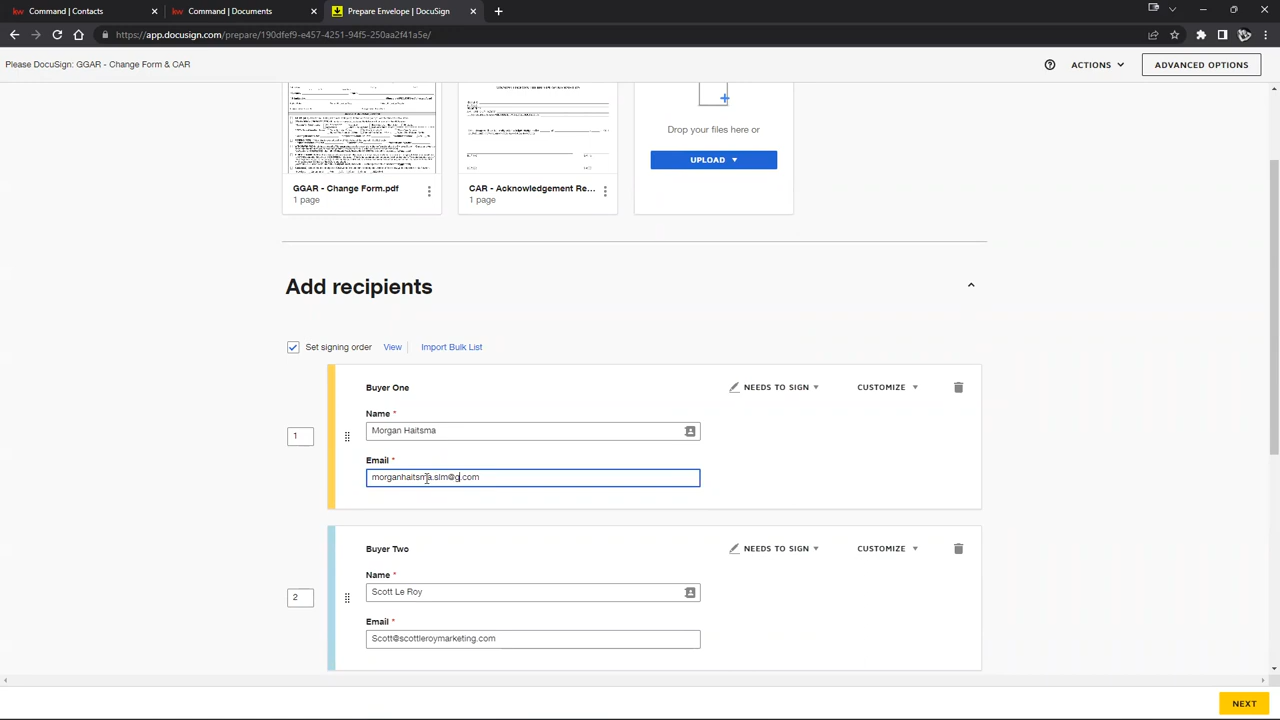 Command | Contacts
Command | Documents
Prepare Envelope | DocuSign
https://app.docusign.com/prepare/190dfef9-e457-4251-94f5-250aa2f41a5e/
Please DocuSign: GGAR - Change Form & CAR
ACTIONS
ADVANCED OPTIONS
Drop your files here or
UPLOAD
GGAR - Change Form.pdf
1 page
CAR - Acknowledgement Re...
1 page
Add recipients
Set signing order
View
Import Bulk List
Buyer One
NEEDS TO SIGN
CUSTOMIZE
Name *
1
Morgan Haitsma
Email *
morganhaitsma.slm@g.com
Buyer Two
NEEDS TO SIGN
CUSTOMIZE
Name *
2
Scott Le Roy
Email *
Scott@scottleroymarketing.com
NEXT